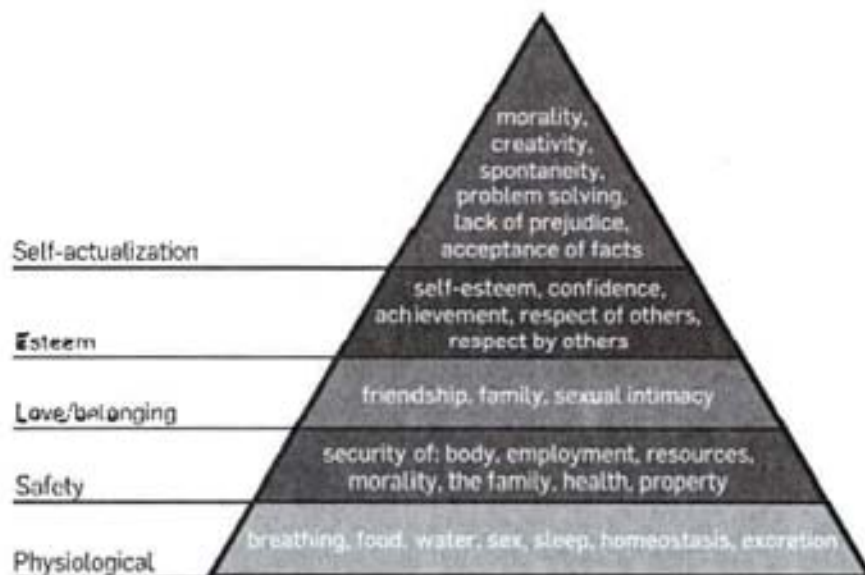 morality,
creativity,
spontaneity,
problem solving,
lack of prejudice,
acceptance of facts
Self-actualization
self-esteem, confidence,
achievement, respect of others,
respect by others
Esteem
friendship, family, sexual intimacy
Love/belonging
security of: body, employment, resources,
morality, the family, health, property
Safety
breathing, food, water, sex, sleep, homeostasis, excretion
Physiological